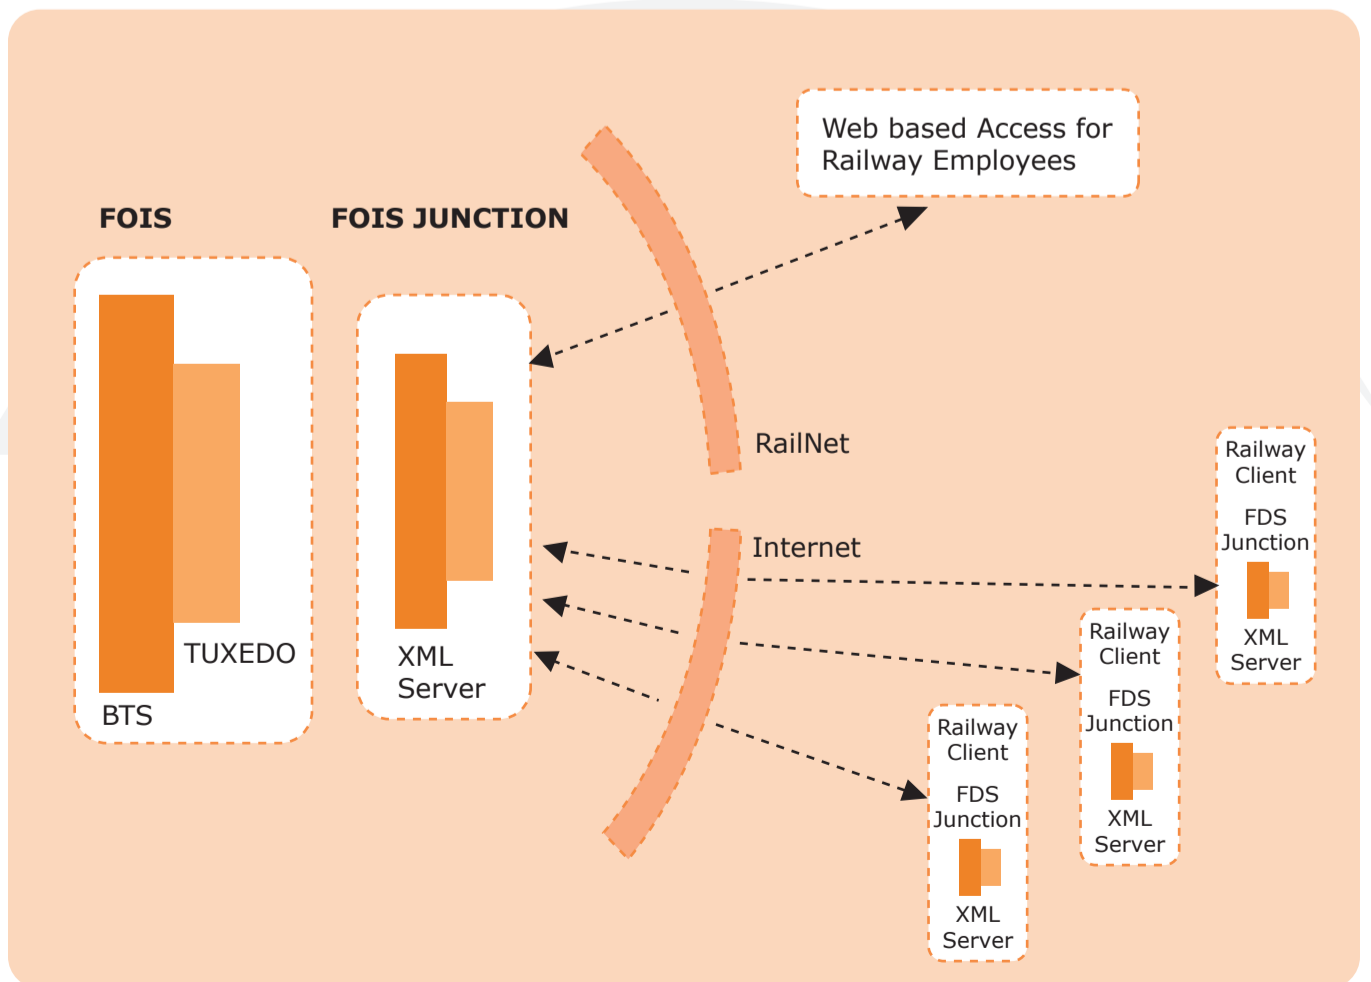 Web based Access for
Railway Employees
FOIS
FOIS JUNCTION
TUXEDO
BTS
XML
Server
RailNet
Internet
Railway
Client
FDS
Junction
XML
Server
Railway
Client
FDS
Junction
XML
Server
Railway
Client
FDS
Junction
XML
Server